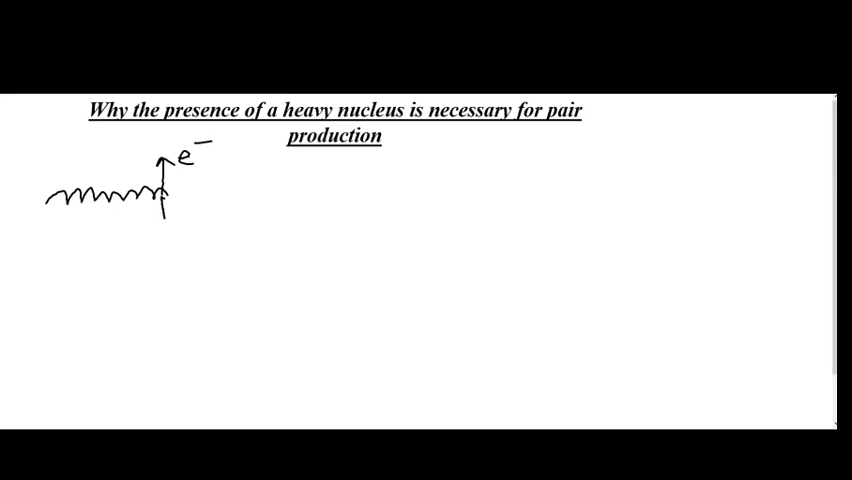 Why the presence of a heavy nucleus is necessary for pair
production
e⁻